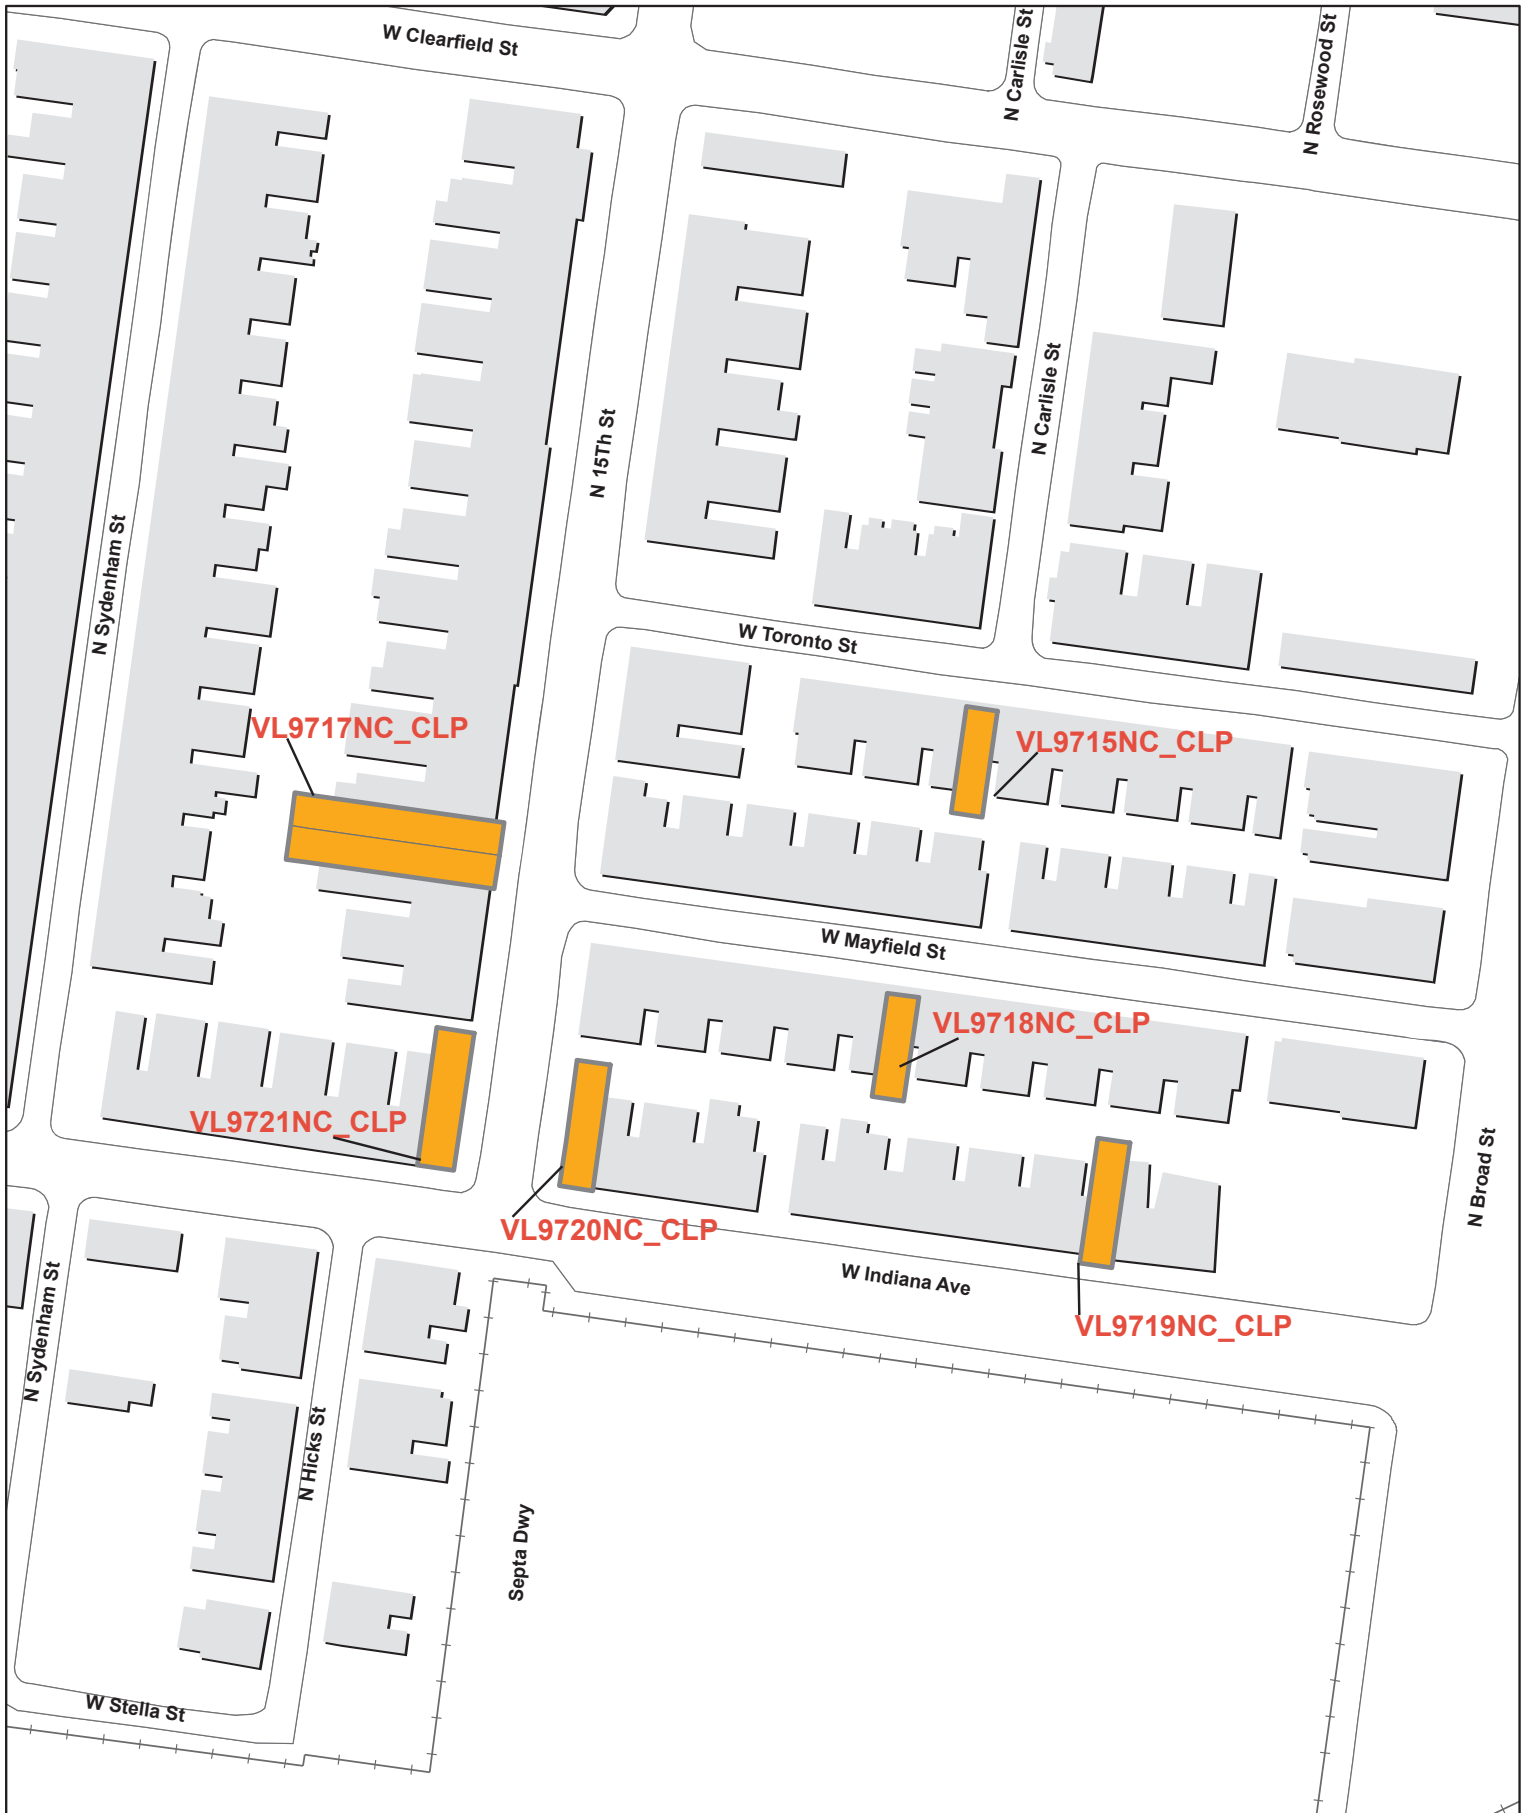 W Clearfield St
N Carlisle St
N Rosewood St
N Carlisle St
N 15Th St
N Sydenham St
W Toronto St
VL9717NC_CLP
VL9715NC_CLP
W Mayfield St
VL9718NC_CLP
VL9721NC_CLP
N Broad St
VL9720NC_CLP
W Indiana Ave
VL9719NC_CLP
N Sydenham St
N Hicks St
Septa Dwy
W Stella St